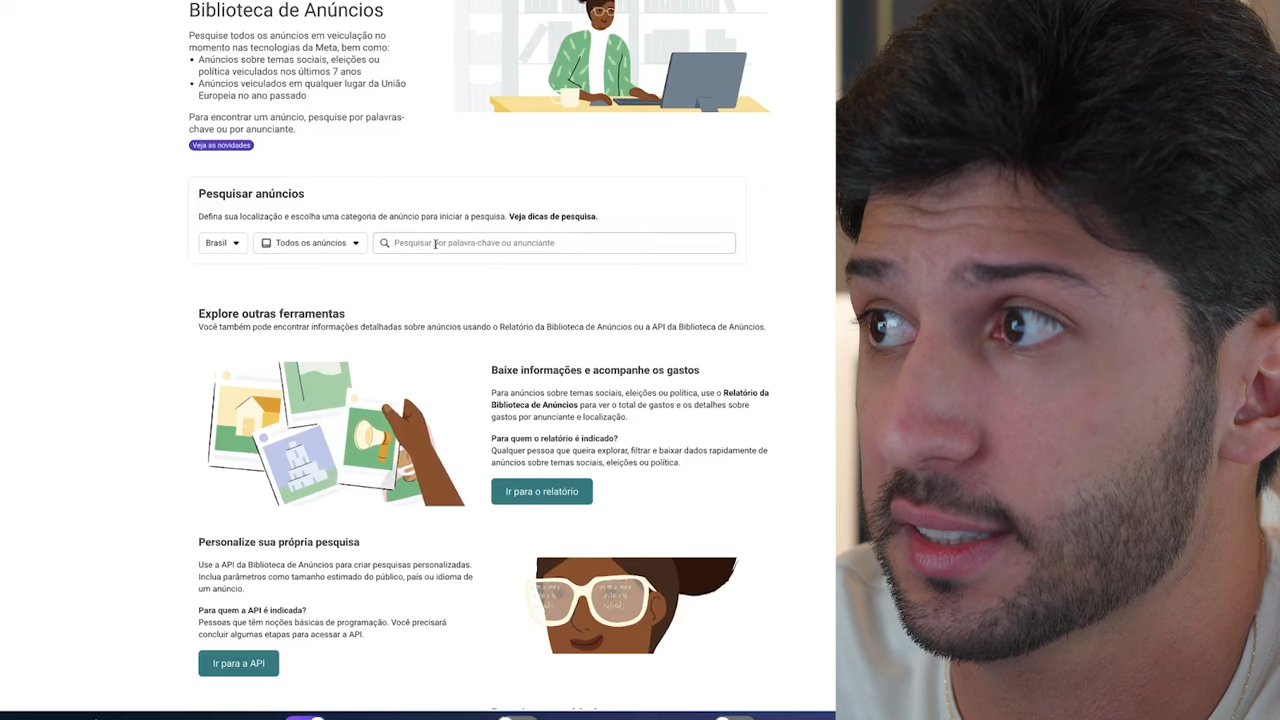 Biblioteca de Anúncios
Pesquise todos os anúncios em veiculação no
momento nas tecnologias da Meta, bem como:
• Anúncios sobre temas sociais, eleições ou
política veiculados nos últimos 7 anos
• Anúncios veiculados em qualquer lugar da União
Europeia no ano passado
Para encontrar um anúncio, pesquise por palavras-
chave ou por anunciante.
Veja as novidades
Pesquisar anúncios
Defina sua localização e escolha uma categoria de anúncio para iniciar a pesquisa. Veja dicas de pesquisa.
Brasil
Todos os anúncios
Pesquisar por palavra-chave ou anunciante
Explore outras ferramentas
Você também pode encontrar informações detalhadas sobre anúncios usando o Relatório da Biblioteca de Anúncios ou a API da Biblioteca de Anúncios.
Baixe informações e acompanhe os gastos
Para anúncios sobre temas sociais, eleições ou política, use o Relatório da
Biblioteca de Anúncios para ver o total de gastos e os detalhes sobre
gastos por anunciante e localização.
Para quem o relatório é indicado?
Qualquer pessoa que queira explorar, filtrar e baixar dados rapidamente de
anúncios sobre temas sociais, eleições ou política.
Ir para o relatório
Personalize sua própria pesquisa
Use a API da Biblioteca de Anúncios para criar pesquisas personalizadas.
Inclua parâmetros como tamanho estimado do público, país ou idioma de
um anúncio.
Para quem a API é indicada?
Pessoas que têm noções básicas de programação. Você precisará
concluir algumas etapas para acessar a API.
Ir para a API